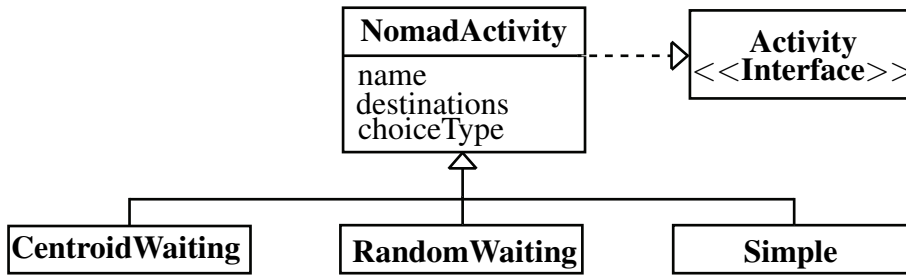 NomadActivity
name
destinations
choiceType
Activity
<<Interface>>
CentroidWaiting
RandomWaiting
Simple